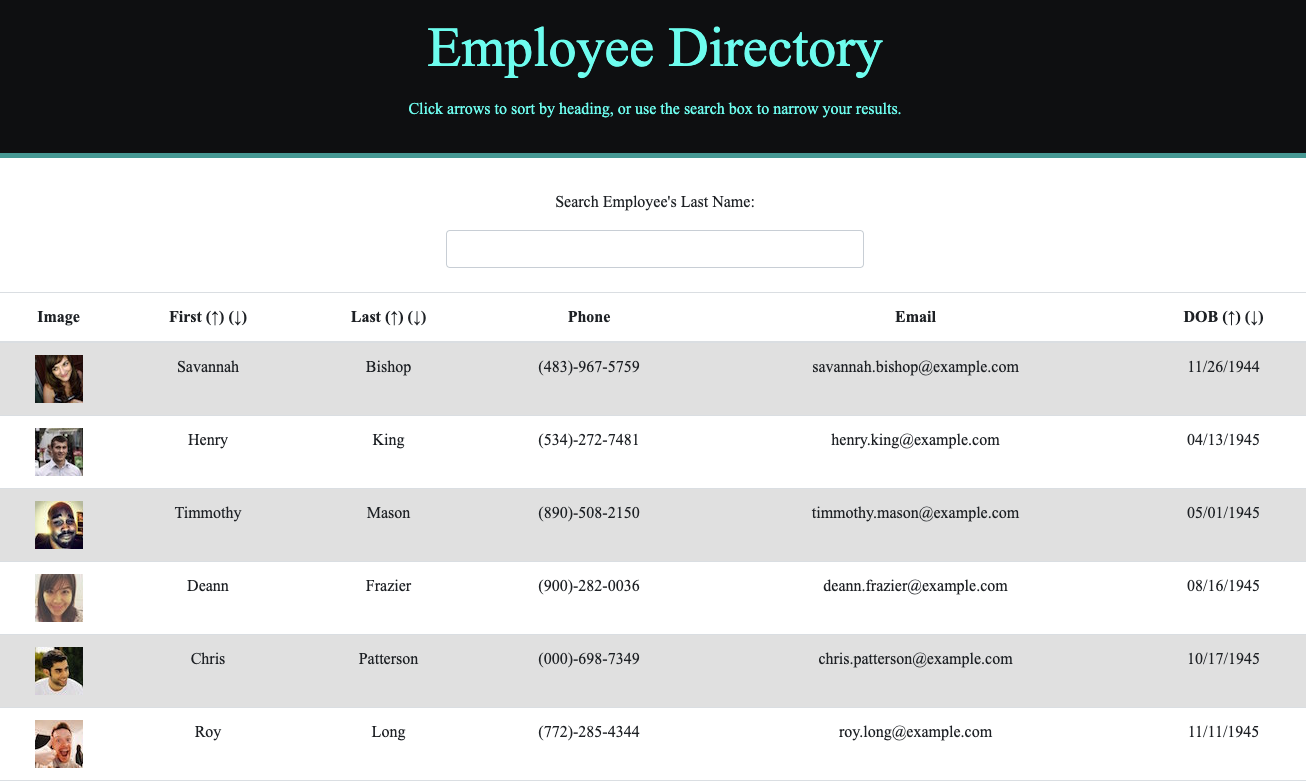 Employee Directory
Click arrows to sort by heading, or use the search box to narrow your results.
Search Employee's Last Name:
Image First (↑) (↓) Last (↑) (↓) Phone Email DOB (↑) (↓)
Savannah Bishop (483)-967-5759 savannah.bishop@example.com 11/26/1944
Henry King (534)-272-7481 henry.king@example.com 04/13/1945
Timmothy Mason (890)-508-2150 timmothy.mason@example.com 05/01/1945
Deann Frazier (900)-282-0036 deann.frazier@example.com 08/16/1945
Chris Patterson (000)-698-7349 chris.patterson@example.com 10/17/1945
Roy Long (772)-285-4344 roy.long@example.com 11/11/1945